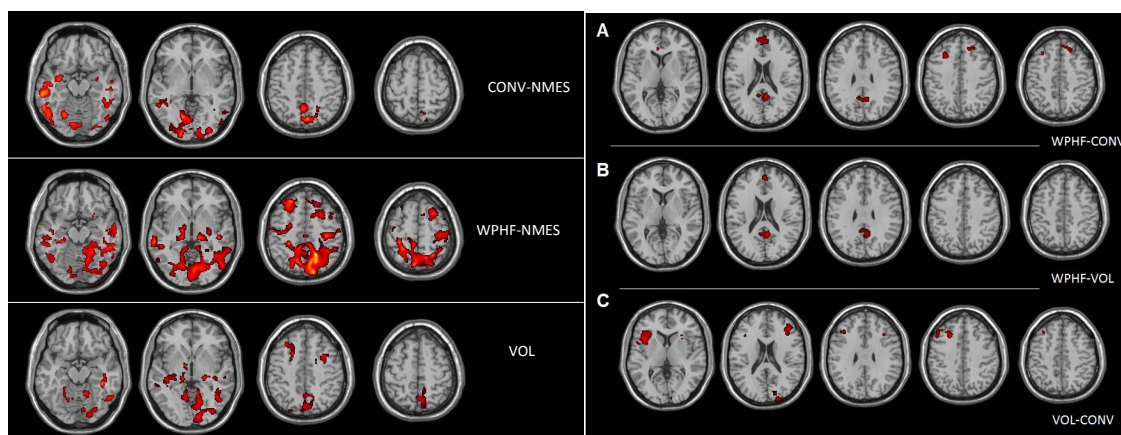 CONV-NMES
WPHF-NMES
VOL
A
WPHF-CONV
B
WPHF-VOL
C
VOL-CONV